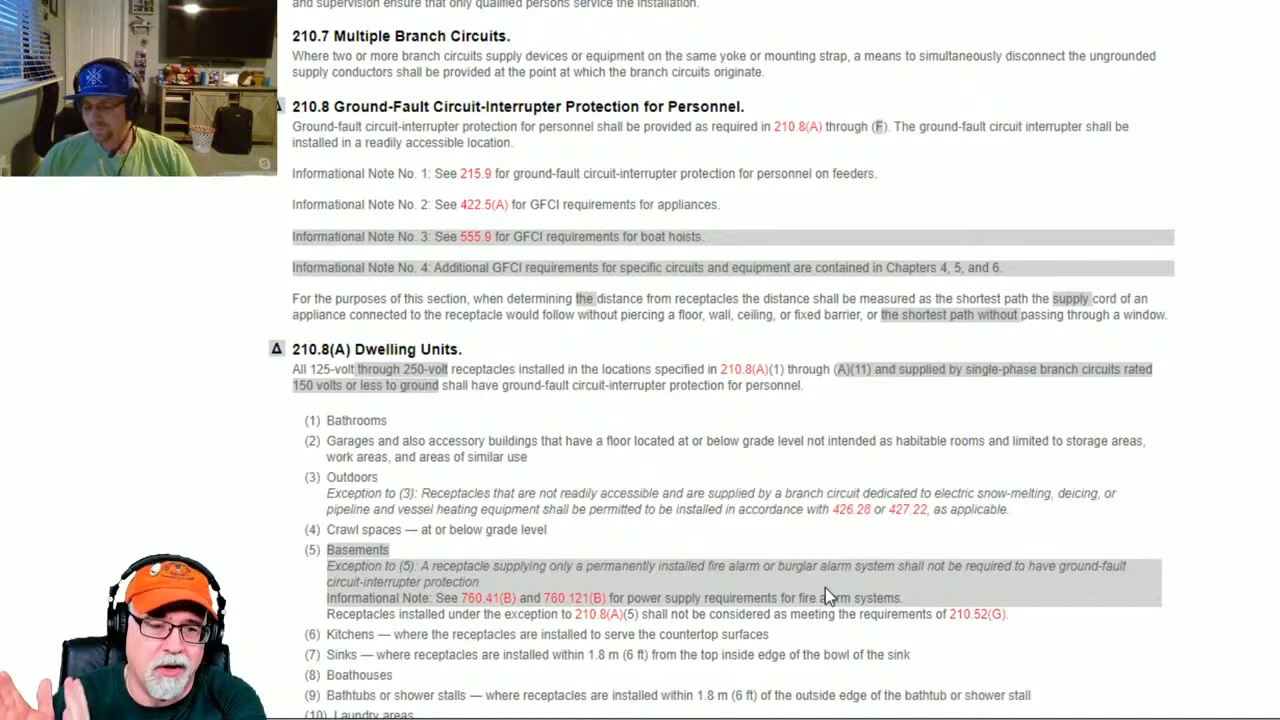 and supervision ensure that only qualified persons service the installation.
210.7 Multiple Branch Circuits.
Where two or more branch circuits supply devices or equipment on the same yoke or mounting strap, a means to simultaneously disconnect the ungrounded
supply conductors shall be provided at the point at which the branch circuits originate.
210.8 Ground-Fault Circuit-Interrupter Protection for Personnel.
Ground-fault circuit-interrupter protection for personnel shall be provided as required in 210.8(A) through (F). The ground-fault circuit interrupter shall be
installed in a readily accessible location.
Informational Note No. 1: See 215.9 for ground-fault circuit-interrupter protection for personnel on feeders.
Informational Note No. 2: See 422.5(A) for GFCI requirements for appliances.
Informational Note No. 3: See 555.9 for GFCI requirements for boat hoists.
Informational Note No. 4: Additional GFCI requirements for specific circuits and equipment are contained in Chapters 4, 5, and 6.
For the purposes of this section, when determining the distance from receptacles the distance shall be measured as the shortest path the supply cord of an
appliance connected to the receptacle would follow without piercing a floor, wall, ceiling, or fixed barrier, or the shortest path without passing through a window.
Δ 210.8(A) Dwelling Units.
All 125-volt through 250-volt receptacles installed in the locations specified in 210.8(A)(1) through (A)(11) and supplied by single-phase branch circuits rated
150 volts or less to ground shall have ground-fault circuit-interrupter protection for personnel.
(1) Bathrooms
(2) Garages and also accessory buildings that have a floor located at or below grade level not intended as habitable rooms and limited to storage areas,
work areas, and areas of similar use
(3) Outdoors
Exception to (3): Receptacles that are not readily accessible and are supplied by a branch circuit dedicated to electric snow-melting, deicing, or
pipeline and vessel heating equipment shall be permitted to be installed in accordance with 426.28 or 427.22, as applicable.
(4) Crawl spaces — at or below grade level
(5) Basements
Exception to (5): A receptacle supplying only a permanently installed fire alarm or burglar alarm system shall not be required to have ground-fault
circuit-interrupter protection
Informational Note: See 760.41(B) and 760.121(B) for power supply requirements for fire alarm systems.
Receptacles installed under the exception to 210.8(A)(5) shall not be considered as meeting the requirements of 210.52(G).
(6) Kitchens — where the receptacles are installed to serve the countertop surfaces
(7) Sinks — where receptacles are installed within 1.8 m (6 ft) from the top inside edge of the bowl of the sink
(8) Boathouses
(9) Bathtubs or shower stalls — where receptacles are installed within 1.8 m (6 ft) of the outside edge of the bathtub or shower stall
(10) Laundry areas